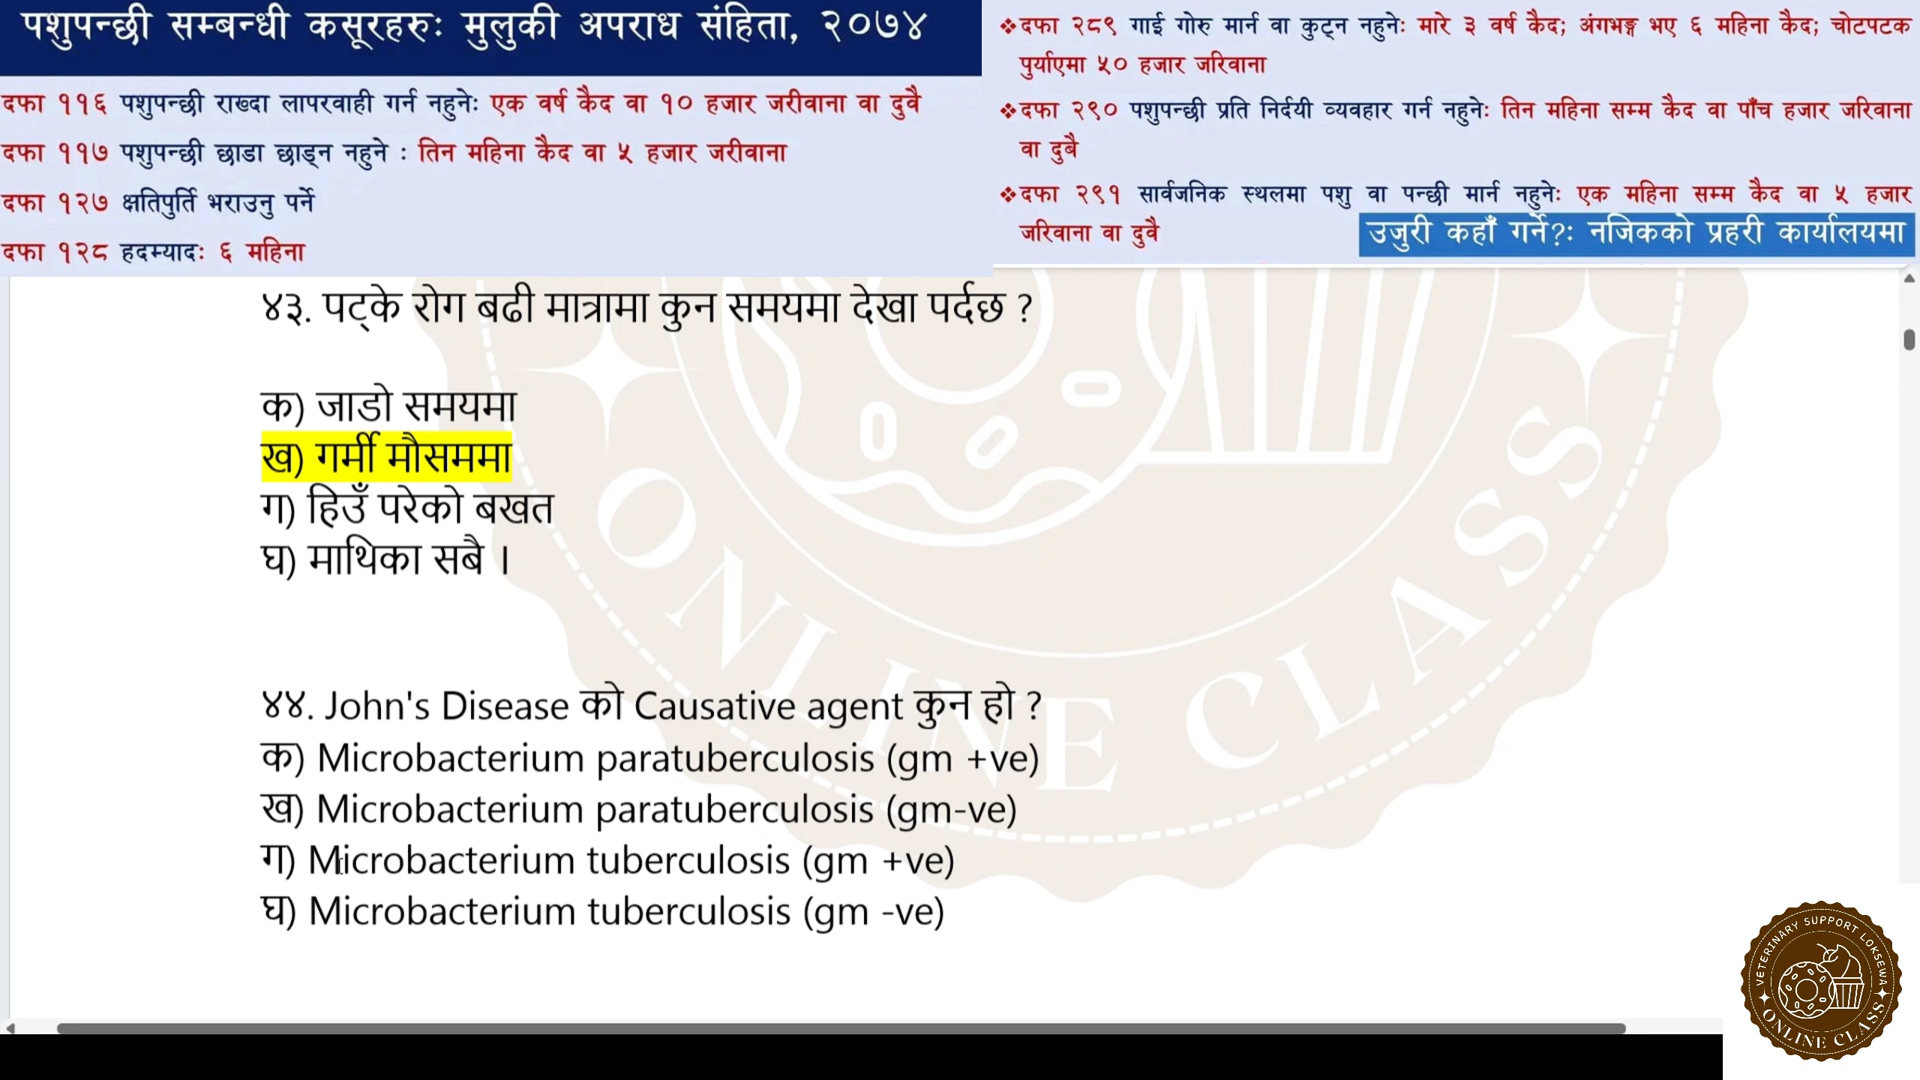 पशुपन्छी सम्बन्धी कसूरहरुः मुलुकी अपराध संहिता, २०७४
दफा ११६ पशुपन्छी राख्दा लापरवाही गर्न नहुनेः एक वर्ष कैद वा १० हजार जरीवाना वा दुवै
दफा ११७ पशुपन्छी छाडा छाड्न नहुने : तिन महिना कैद वा ५ हजार जरीवाना
दफा १२७ क्षतिपुर्ति भराउनु पर्ने
दफा १२८ हदम्यादः ६ महिना
❖दफा २८९ गाई गोरु मार्न वा कुट्न नहुनेः मारे ३ वर्ष कैद; अंगभङ्ग भए ६ महिना कैद; चोटपटक
पुर्याएमा ५० हजार जरिवाना
❖दफा २९० पशुपन्छी प्रति निर्दयी व्यवहार गर्न नहुनेः तिन महिना सम्म कैद वा पाँच हजार जरिवाना
वा दुबै
❖दफा २९१ सार्वजनिक स्थलमा पशु वा पन्छी मार्न नहुनेः एक महिना सम्म कैद वा ५ हजार
जरिवाना वा दुवै
उजुरी कहाँ गर्ने?ः नजिकको प्रहरी कार्यालयमा
४३. पट्के रोग बढी मात्रामा कुन समयमा देखा पर्दछ ?
क) जाडो समयमा
ख) गर्मी मौसममा
ग) हिउँ परेको बखत
घ) माथिका सबै ।
४४. John's Disease को Causative agent कुन हो ?
क) Microbacterium paratuberculosis (gm +ve)
ख) Microbacterium paratuberculosis (gm-ve)
ग) Microbacterium tuberculosis (gm +ve)
घ) Microbacterium tuberculosis (gm -ve)
ONLINE CLASS
VETERINARY SUPPORT LOKSEWA
ONLINE CLASS